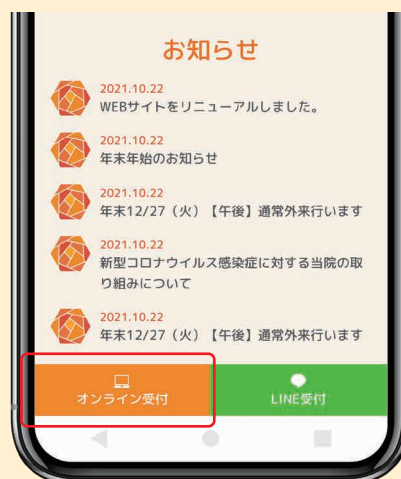 お知らせ
2021.10.22
WEBサイトをリニューアルしました。
2021.10.22
年末年始のお知らせ
2021.10.22
年末12/27（火）【午後】通常外来行います
2021.10.22
新型コロナウイルス感染症に対する当院の取
り組みについて
2021.10.22
年末12/27（火）【午後】通常外来行います
オンライン受付
LINE受付